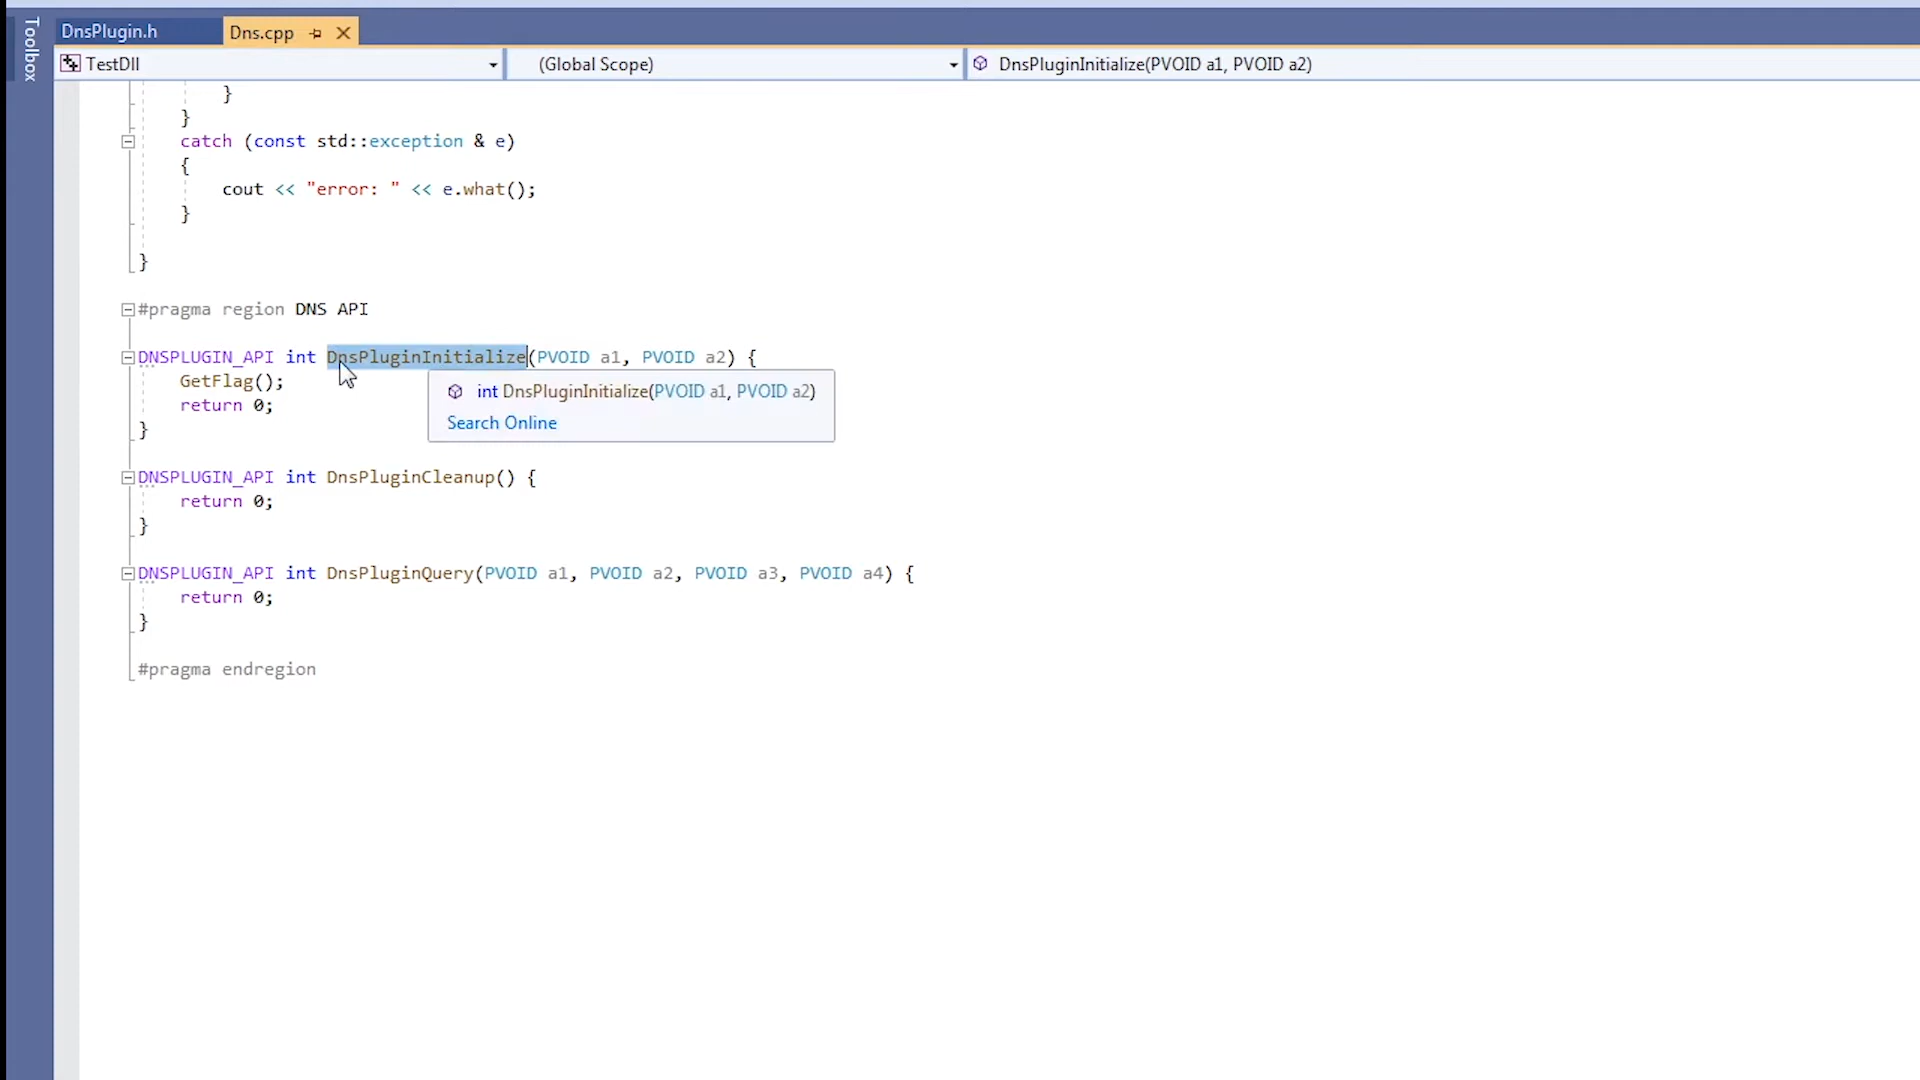 Toolbox
DnsPlugin.h
Dns.cpp
TestDll
(Global Scope)
DnsPluginInitialize(PVOID a1, PVOID a2)
}
}
catch (const std::exception & e)
{
cout << "error: " << e.what();
}
}
#pragma region DNS API
DNSPLUGIN_API int DnsPluginInitialize(PVOID a1, PVOID a2) {
GetFlag();
int DnsPluginInitialize(PVOID a1, PVOID a2)
return 0;
Search Online
}
DNSPLUGIN_API int DnsPluginCleanup() {
return 0;
}
DNSPLUGIN_API int DnsPluginQuery(PVOID a1, PVOID a2, PVOID a3, PVOID a4) {
return 0;
}
#pragma endregion